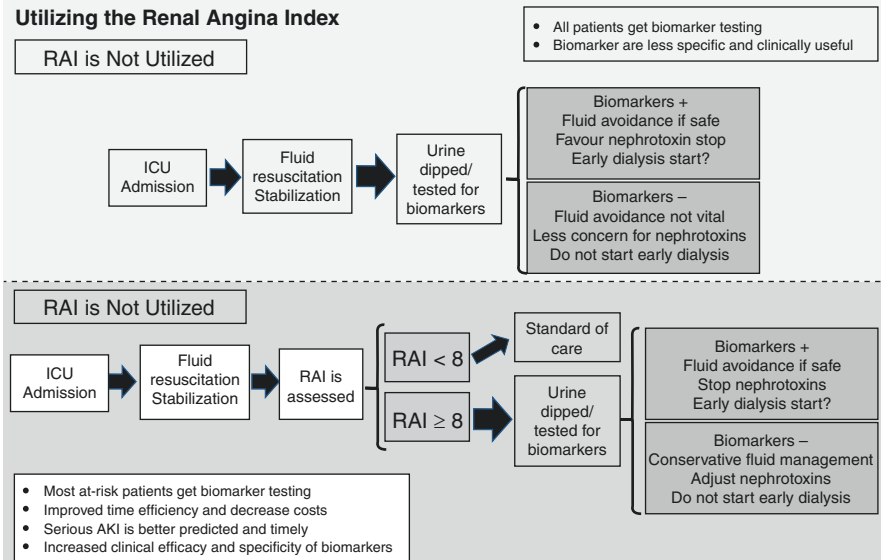 Utilizing the Renal Angina Index
RAI is Not Utilized
• All patients get biomarker testing
• Biomarker are less specific and clinically useful
ICU
Admission
Fluid
resuscitation
Stabilization
Urine
dipped/
tested for
biomarkers
Biomarkers +
Fluid avoidance if safe
Favour nephrotoxin stop
Early dialysis start?
Biomarkers –
Fluid avoidance not vital
Less concern for nephrotoxins
Do not start early dialysis
RAI is Not Utilized
ICU
Admission
Fluid
resuscitation
Stabilization
RAI is
assessed
RAI < 8
RAI ≥ 8
Standard of
care
Urine
dipped/
tested for
biomarkers
Biomarkers +
Fluid avoidance if safe
Stop nephrotoxins
Early dialysis start?
Biomarkers –
Conservative fluid management
Adjust nephrotoxins
Do not start early dialysis
• Most at-risk patients get biomarker testing
• Improved time efficiency and decrease costs
• Serious AKI is better predicted and timely
• Increased clinical efficacy and specificity of biomarkers